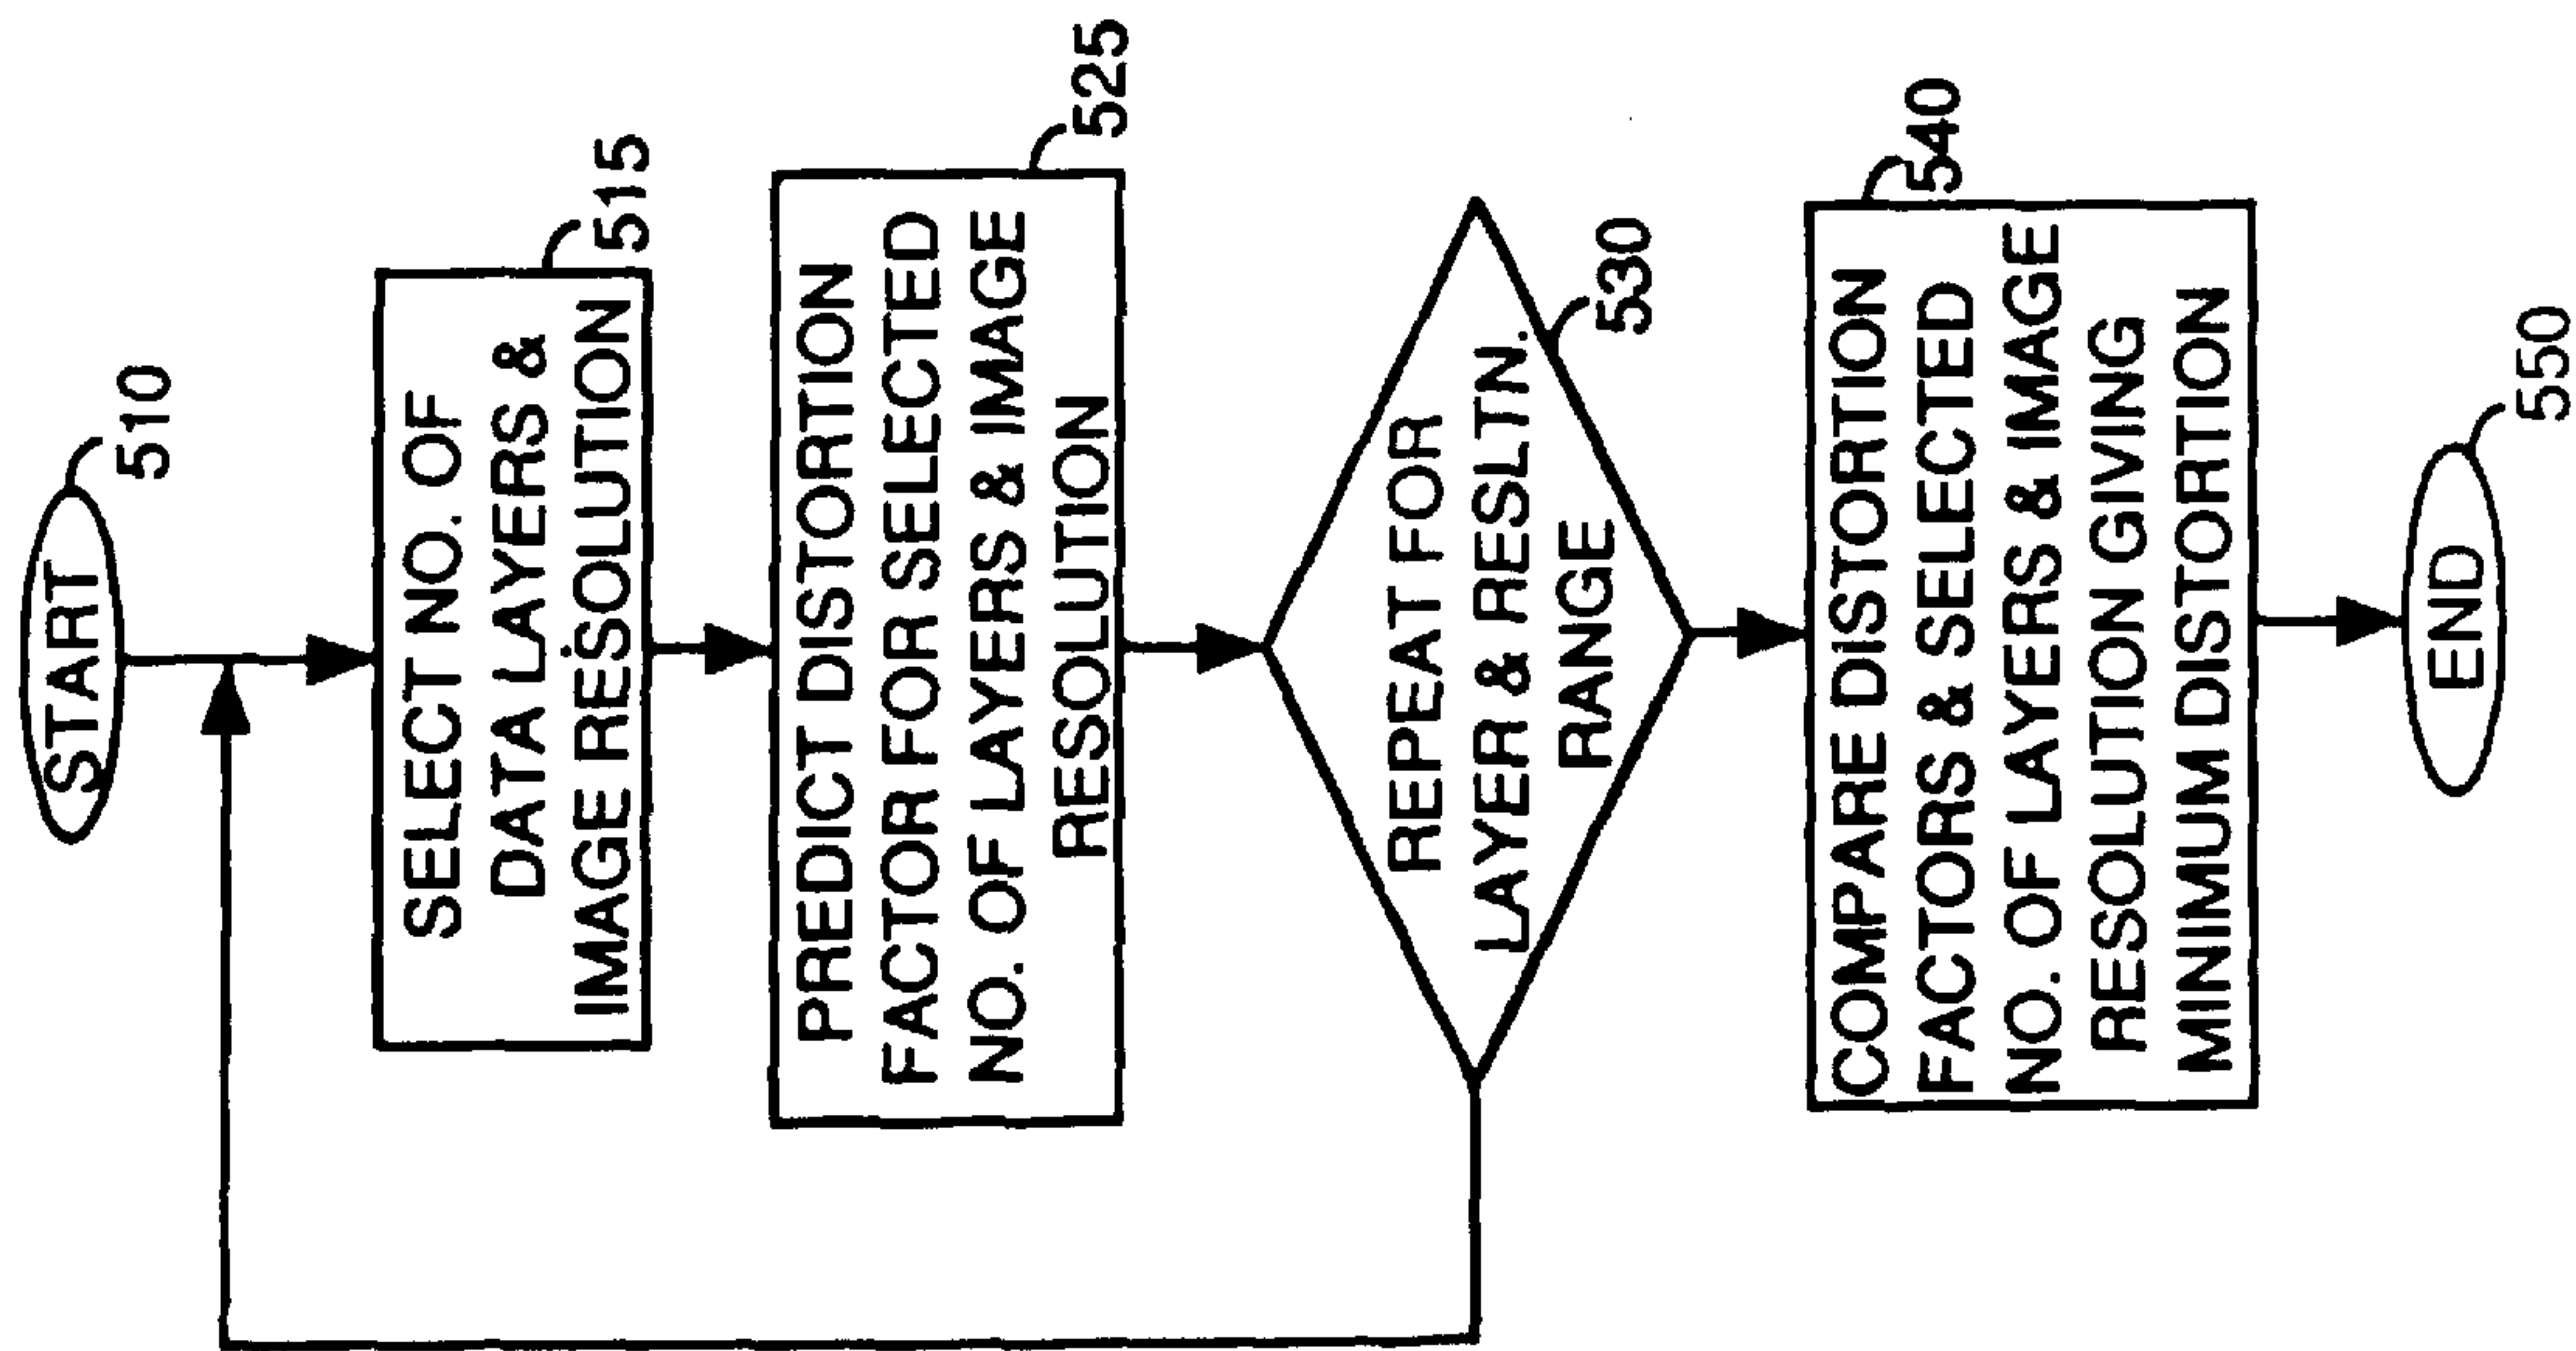 START
510
SELECT NO. OF
DATA LAYERS &
IMAGE RESOLUTION
515
PREDICT DISTORTION
FACTOR FOR SELECTED
NO. OF LAYERS & IMAGE
RESOLUTION
525
REPEAT FOR
LAYER & RESLTN.
RANGE
530
COMPARE DISTORTION
FACTORS & SELECTED
NO. OF LAYERS & IMAGE
RESOLUTION GIVING
MINIMUM DISTORTION
540
END
550